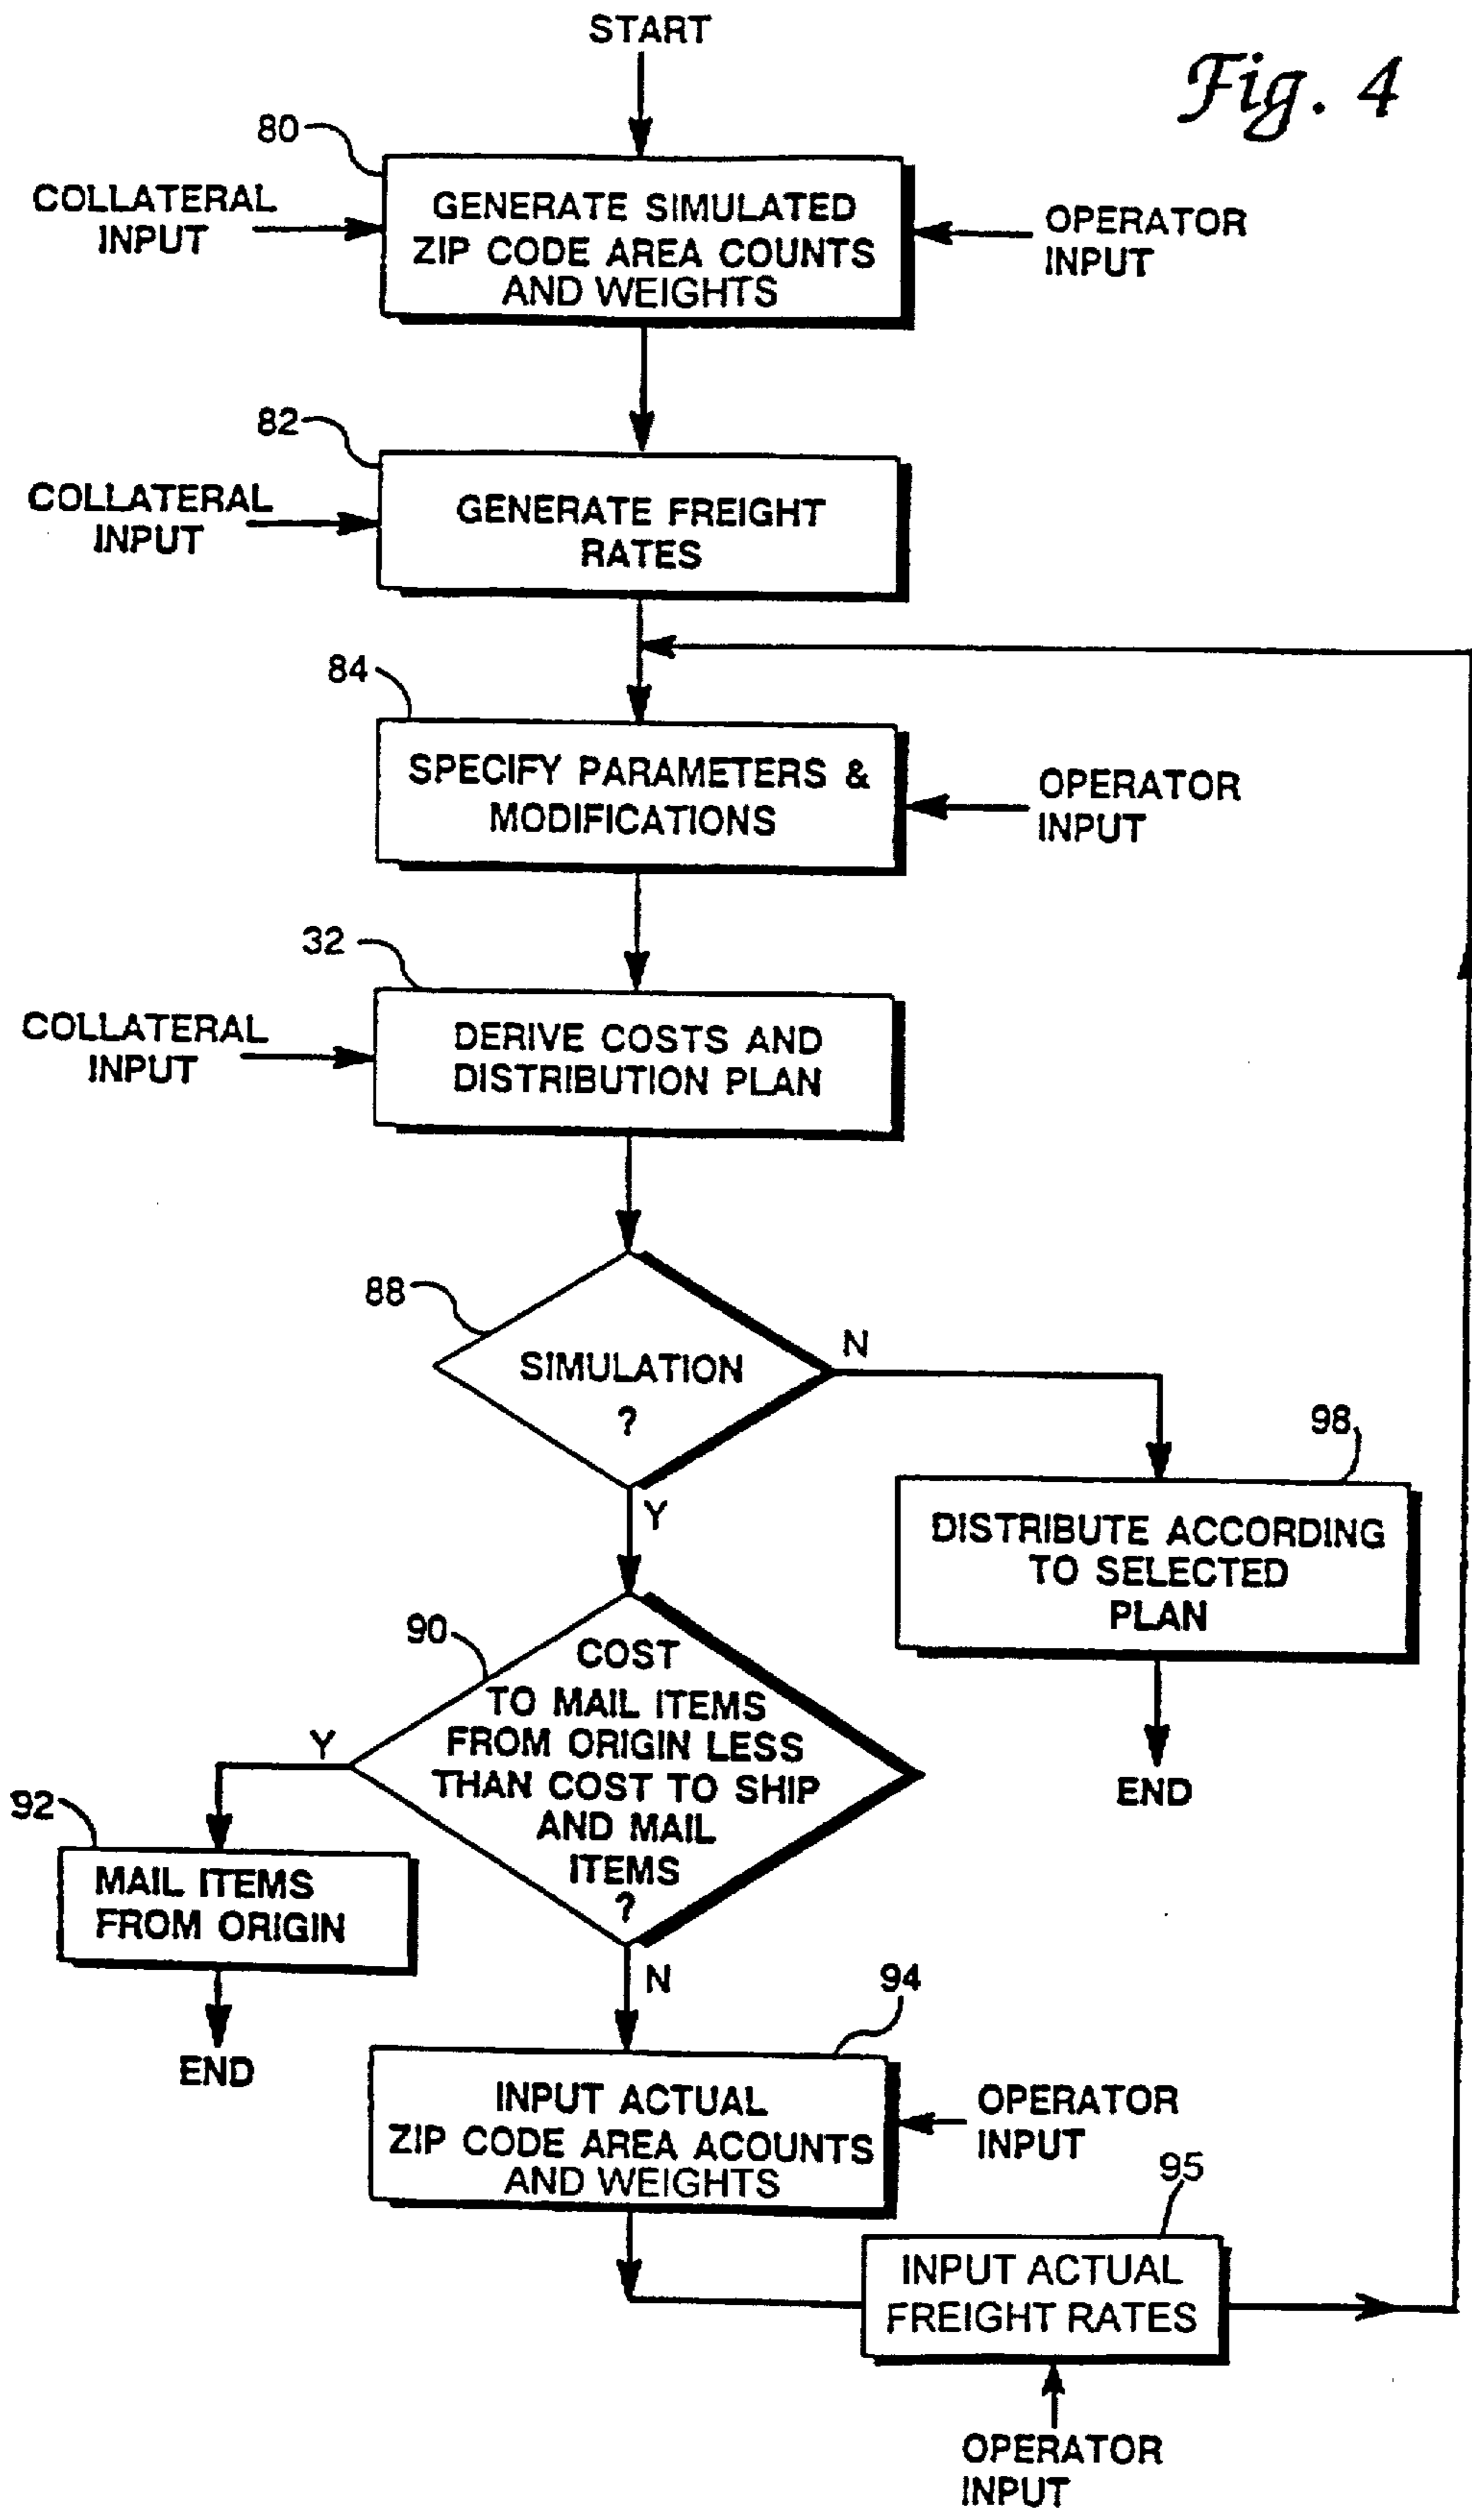 START
Fig. 4
80
COLLATERAL
INPUT
GENERATE SIMULATED
ZIP CODE AREA COUNTS
AND WEIGHTS
OPERATOR
INPUT
82
COLLATERAL
INPUT
GENERATE FREIGHT
RATES
84
SPECIFY PARAMETERS &
MODIFICATIONS
OPERATOR
INPUT
32
COLLATERAL
INPUT
DERIVE COSTS AND
DISTRIBUTION PLAN
88
SIMULATION
?
N
Y
98
DISTRIBUTE ACCORDING
TO SELECTED
PLAN
END
90
COST
TO MAIL ITEMS
FROM ORIGIN LESS
THAN COST TO SHIP
AND MAIL
ITEMS
?
Y
92
MAIL ITEMS
FROM ORIGIN
END
N
94
INPUT ACTUAL
ZIP CODE AREA ACOUNTS
AND WEIGHTS
OPERATOR
INPUT
95
INPUT ACTUAL
FREIGHT RATES
OPERATOR
INPUT